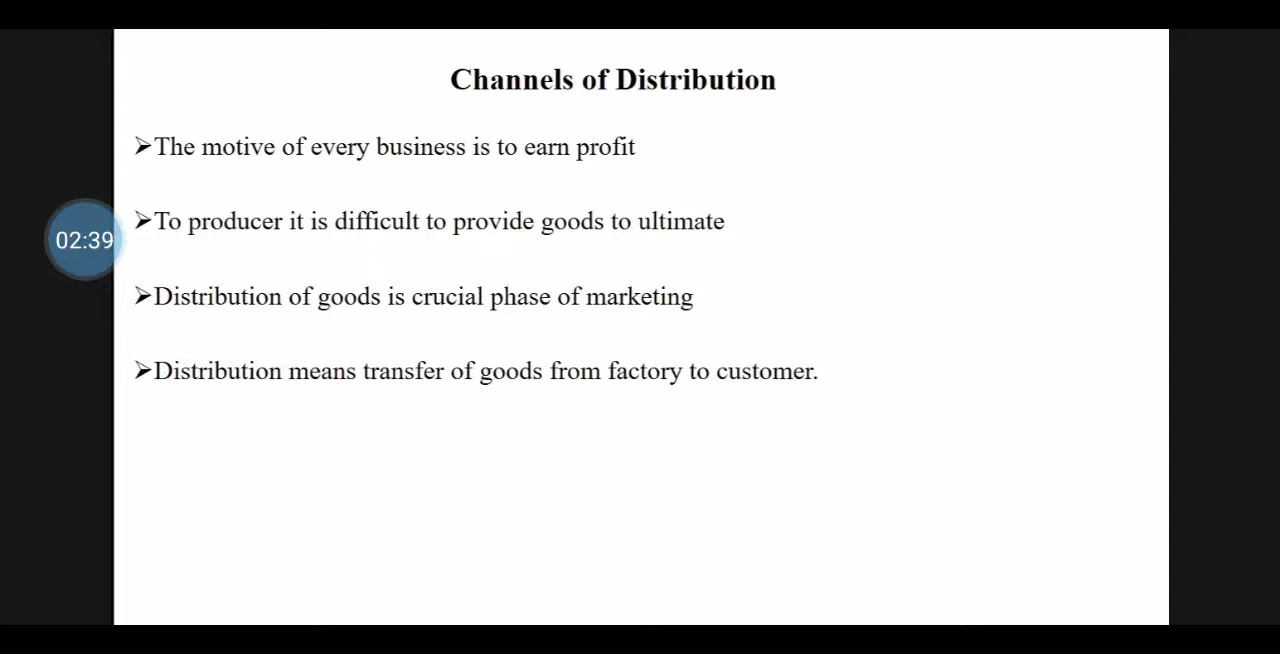 Channels of Distribution
➢The motive of every business is to earn profit
➢To producer it is difficult to provide goods to ultimate
02:39
➢Distribution of goods is crucial phase of marketing
➢Distribution means transfer of goods from factory to customer.